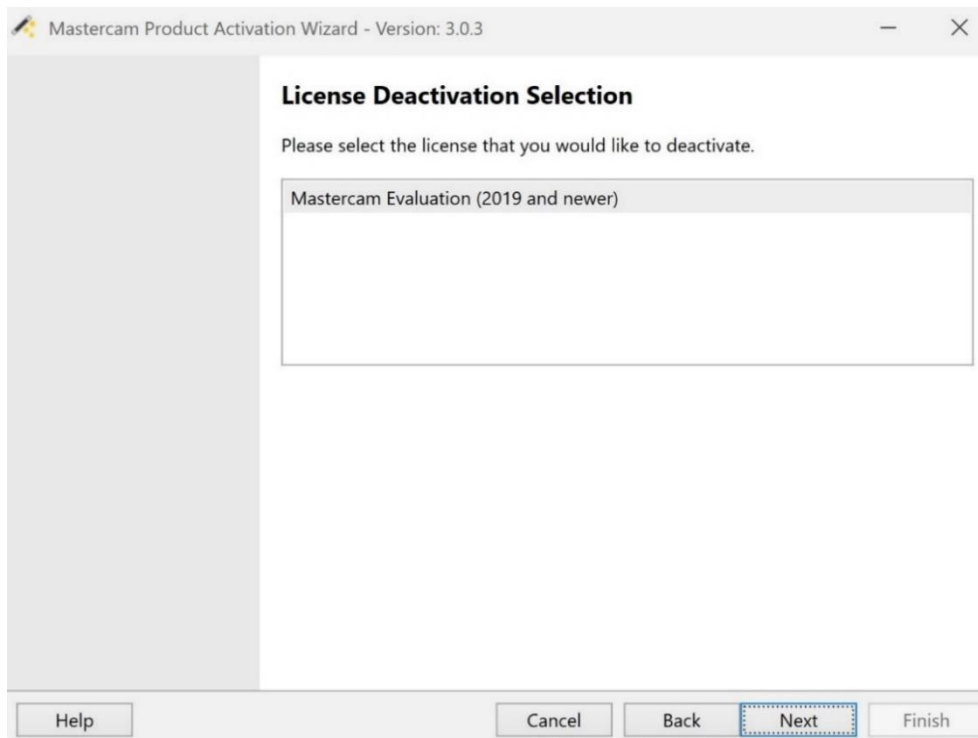 Mastercam Product Activation Wizard - Version: 3.0.3
License Deactivation Selection
Please select the license that you would like to deactivate.
Mastercam Evaluation (2019 and newer)
Help Cancel Back Next Finish